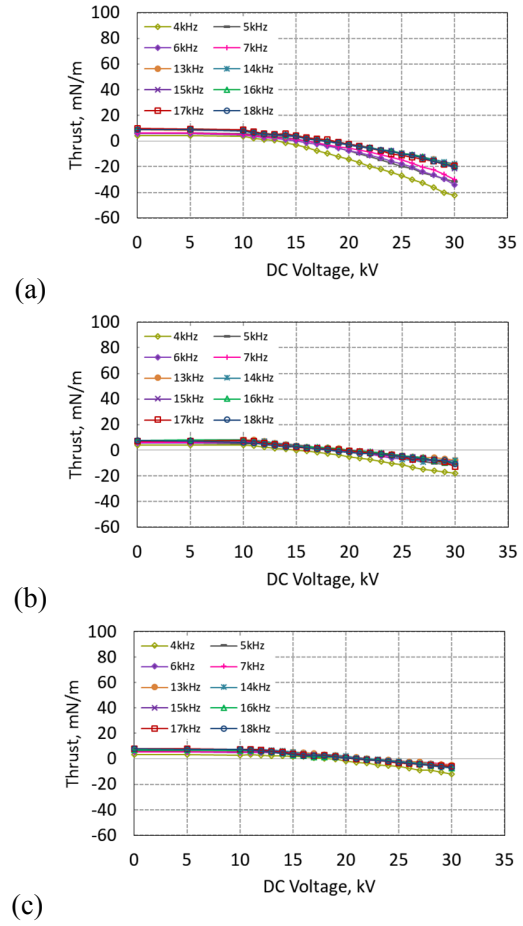 100
80
60
40
20
0
-20
-40
-60
Thrust, mN/m
4kHz 5kHz
6kHz 7kHz
13kHz 14kHz
15kHz 16kHz
17kHz 18kHz
0 5 10 15 20 25 30 35
DC Voltage, kV
(a)
100
80
60
40
20
0
-20
-40
-60
Thrust, mN/m
4kHz 5kHz
6kHz 7kHz
13kHz 14kHz
15kHz 16kHz
17kHz 18kHz
0 5 10 15 20 25 30 35
DC Voltage, kV
(b)
100
80
60
40
20
0
-20
-40
-60
Thrust, mN/m
4kHz 5kHz
6kHz 7kHz
13kHz 14kHz
15kHz 16kHz
17kHz 18kHz
0 5 10 15 20 25 30 35
DC Voltage, kV
(c)